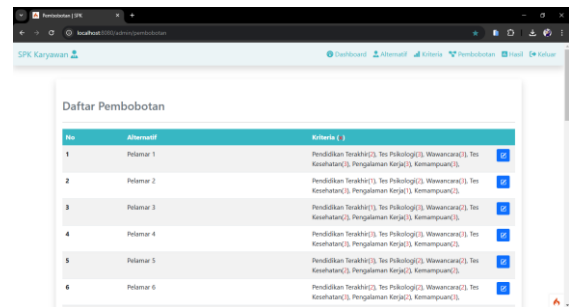 Pembobotan | SPK
localhost:8080/admin/pembobotan
SPK Karyawan
Dashboard Alternatif Kriteria Pembobotan Hasil Keluar
Daftar Pembobotan
No Alternatif Kriteria ()
1 Pelamar 1 Pendidikan Terakhir(2), Tes Psikologi(3), Wawancara(3), Tes
Kesehatan(3), Pengalaman Kerja(3), Kemampuan(3),
2 Pelamar 2 Pendidikan Terakhir(1), Tes Psikologi(2), Wawancara(3), Tes
Kesehatan(3), Pengalaman Kerja(1), Kemampuan(2),
3 Pelamar 3 Pendidikan Terakhir(3), Tes Psikologi(3), Wawancara(2), Tes
Kesehatan(2), Pengalaman Kerja(3), Kemampuan(3),
4 Pelamar 4 Pendidikan Terakhir(3), Tes Psikologi(2), Wawancara(3), Tes
Kesehatan(3), Pengalaman Kerja(3), Kemampuan(2),
5 Pelamar 5 Pendidikan Terakhir(3), Tes Psikologi(2), Wawancara(2), Tes
Kesehatan(2), Pengalaman Kerja(2), Kemampuan(2),
6 Pelamar 6 Pendidikan Terakhir(2), Tes Psikologi(3), Wawancara(2), Tes
Kesehatan(3), Pengalaman Kerja(2), Kemampuan(3),